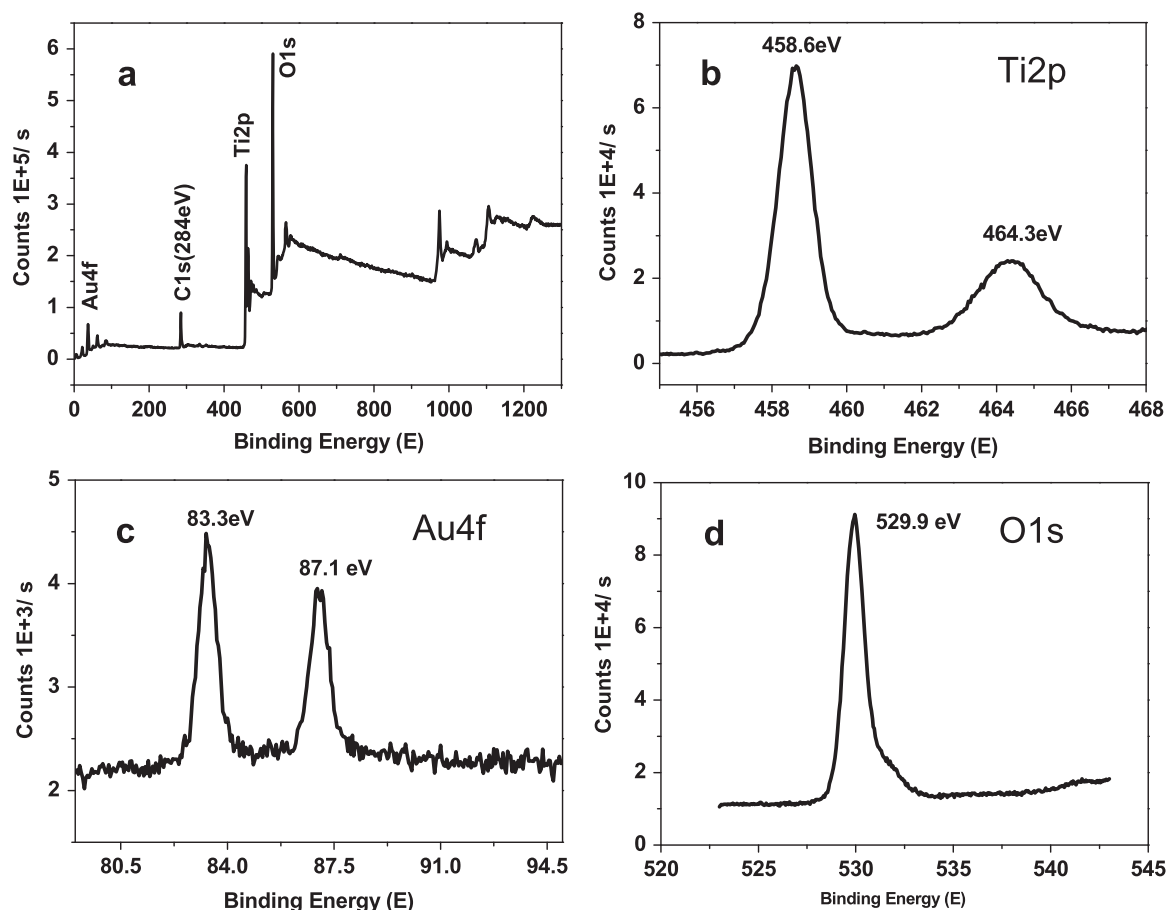 a
Au4f
C1s(284eV)
Ti2p
O1s
Counts 1E+5/ s
6
5
4
3
2
1
0
0 200 400 600 800 1000 1200
Binding Energy (E)
b
Ti2p
458.6eV
464.3eV
Counts 1E+4/ s
8
6
4
2
0
456 458 460 462 464 466 468
Binding Energy (E)
c
Au4f
83.3eV
87.1 eV
Counts 1E+3/ s
5
4
3
2
80.5 84.0 87.5 91.0 94.5
Binding Energy (E)
d
O1s
529.9 eV
Counts 1E+4/ s
10
8
6
4
2
0
520 525 530 535 540 545
Binding Energy (E)